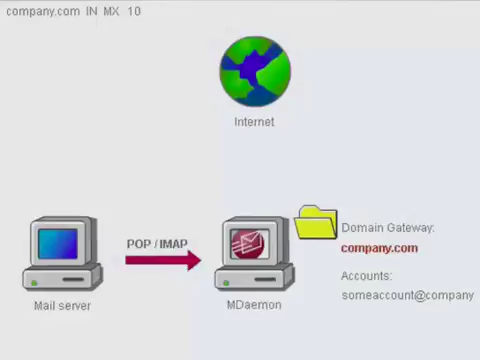 company.com IN MX 10
Internet
POP / IMAP
Domain Gateway:
company.com
Accounts:
someaccount@company
Mail server
MDaemon